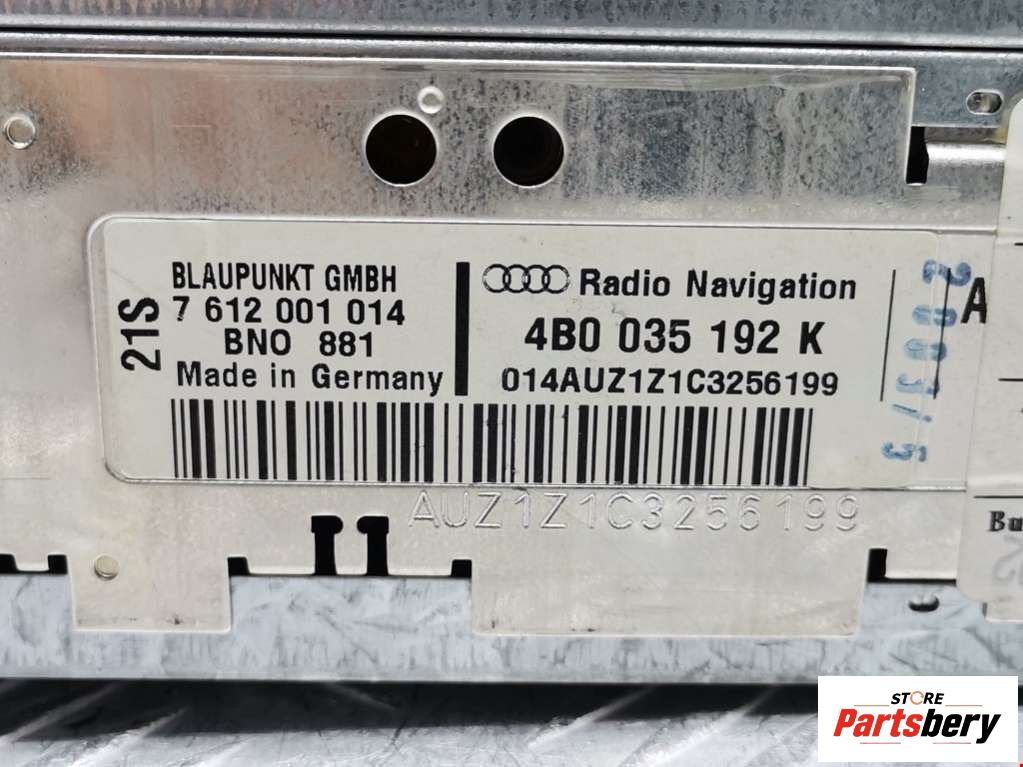 21S
BLAUPUNKT GMBH
7 612 001 014
BNO 881
Made in Germany
Radio Navigation
4B0 035 192 K
014AUZ1Z1C3256199
AUZ1Z1C3256199
A
Bu
STORE
Partsbery